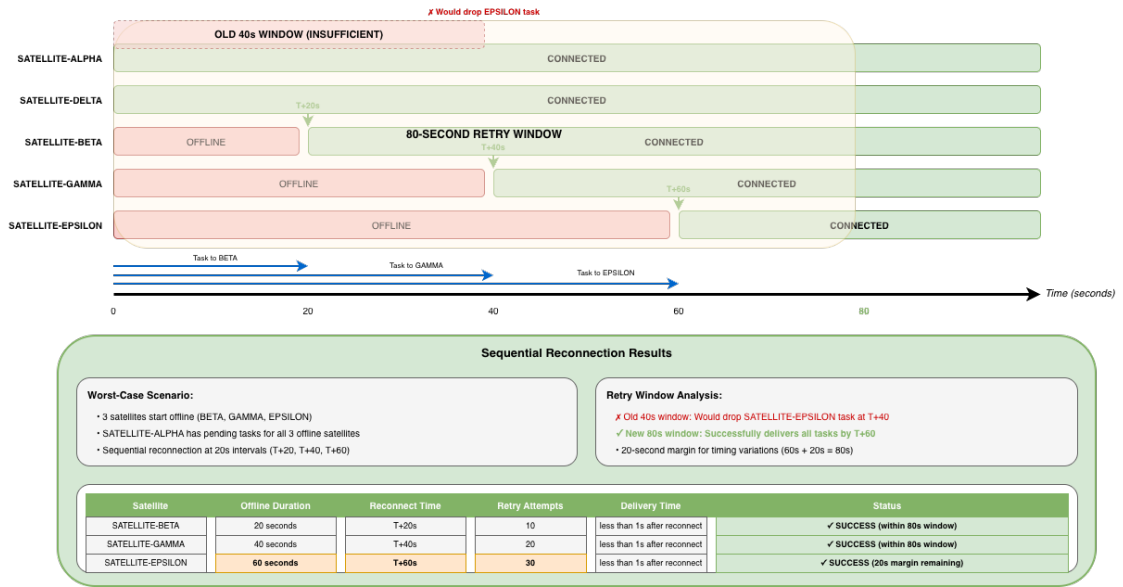 ✗ Would drop EPSILON task
OLD 40s WINDOW (INSUFFICIENT)
SATELLITE-ALPHA CONNECTED
SATELLITE-DELTA CONNECTED
T+20s
SATELLITE-BETA OFFLINE 80-SECOND RETRY WINDOW CONNECTED
T+40s
SATELLITE-GAMMA OFFLINE CONNECTED
T+60s
SATELLITE-EPSILON OFFLINE CONNECTED
Task to BETA
Task to GAMMA
Task to EPSILON
Time (seconds)
0 20 40 60 80
Sequential Reconnection Results
Worst-Case Scenario:
• 3 satellites start offline (BETA, GAMMA, EPSILON)
• SATELLITE-ALPHA has pending tasks for all 3 offline satellites
• Sequential reconnection at 20s intervals (T+20, T+40, T+60)
Retry Window Analysis:
✗ Old 40s window: Would drop SATELLITE-EPSILON task at T+40
✓ New 80s window: Successfully delivers all tasks by T+60
• 20-second margin for timing variations (60s + 20s = 80s)
Satellite Offline Duration Reconnect Time Retry Attempts Delivery Time Status
SATELLITE-BETA 20 seconds T+20s 10 less than 1s after reconnect ✓ SUCCESS (within 80s window)
SATELLITE-GAMMA 40 seconds T+40s 20 less than 1s after reconnect ✓ SUCCESS (within 80s window)
SATELLITE-EPSILON 60 seconds T+60s 30 less than 1s after reconnect ✓ SUCCESS (20s margin remaining)